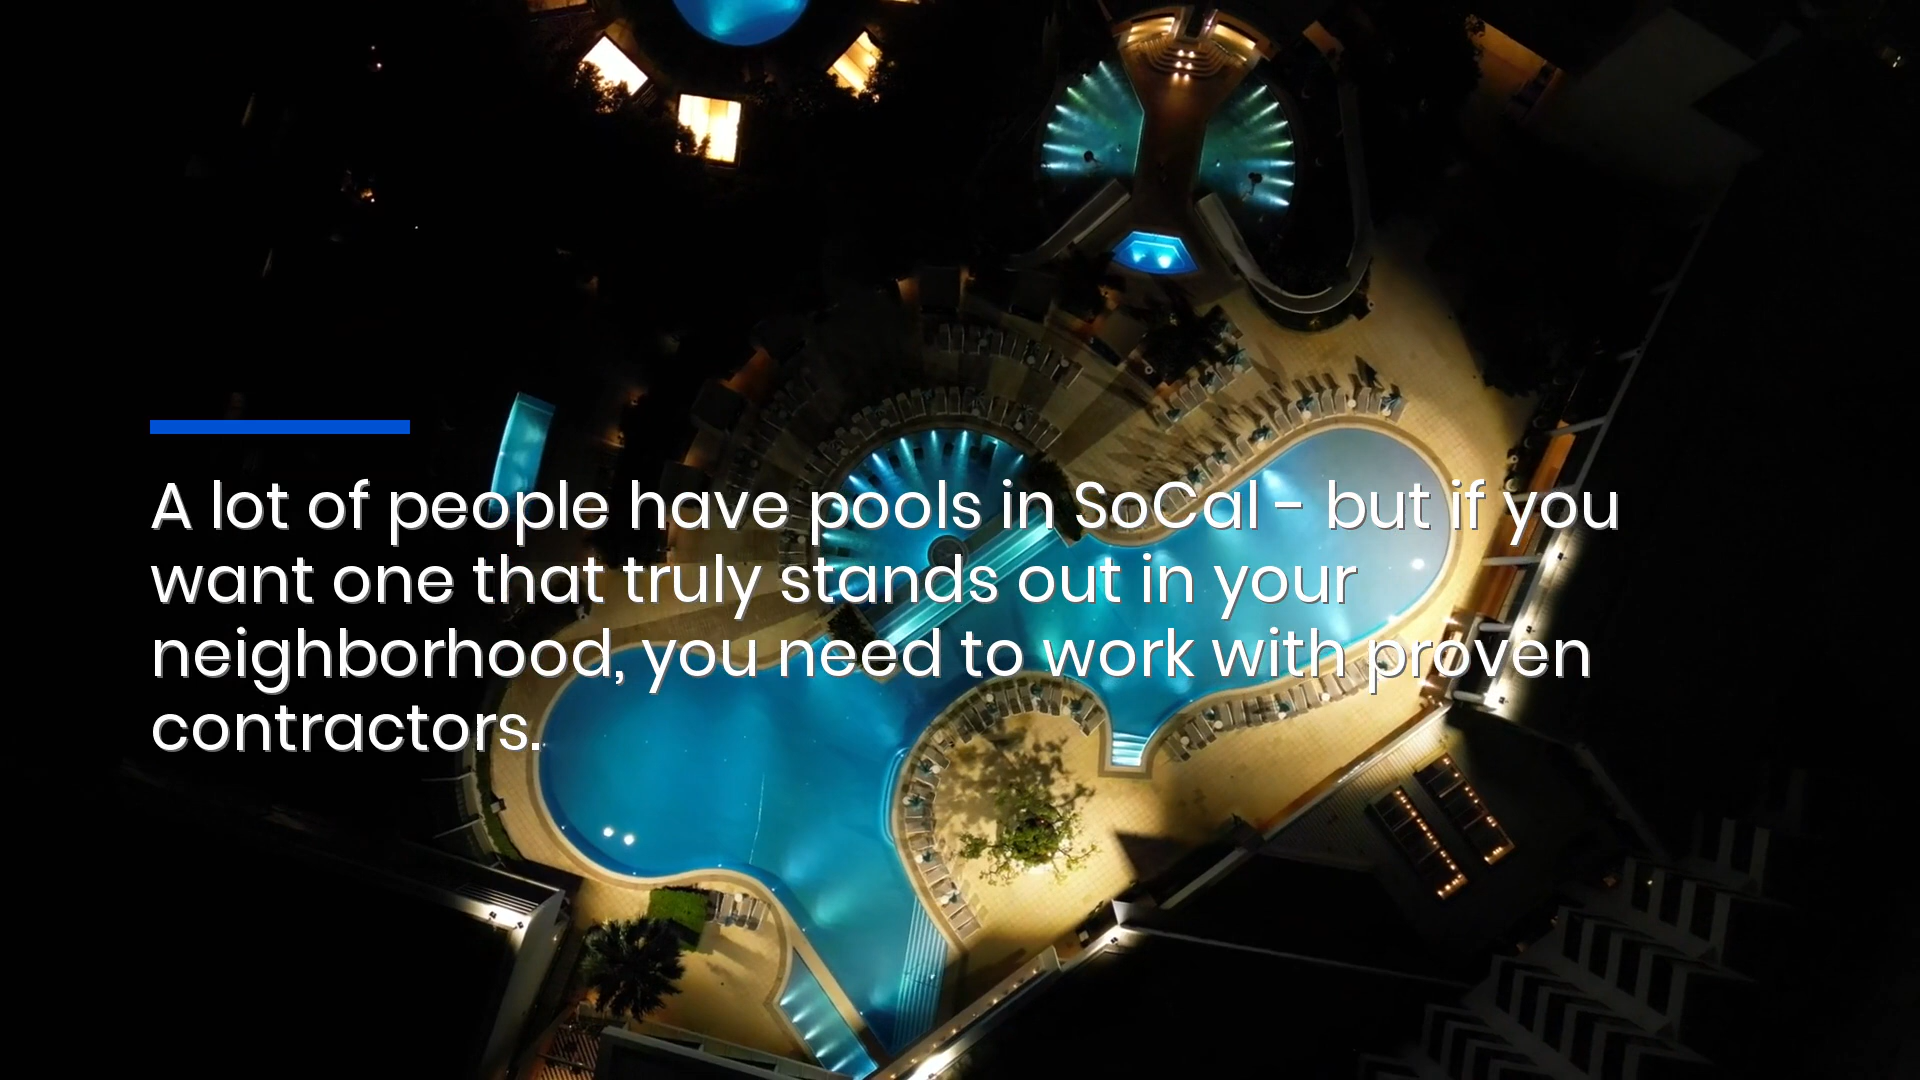 A lot of people have pools in SoCal - but if you
want one that truly stands out in your
neighborhood, you need to work with proven
contractors.